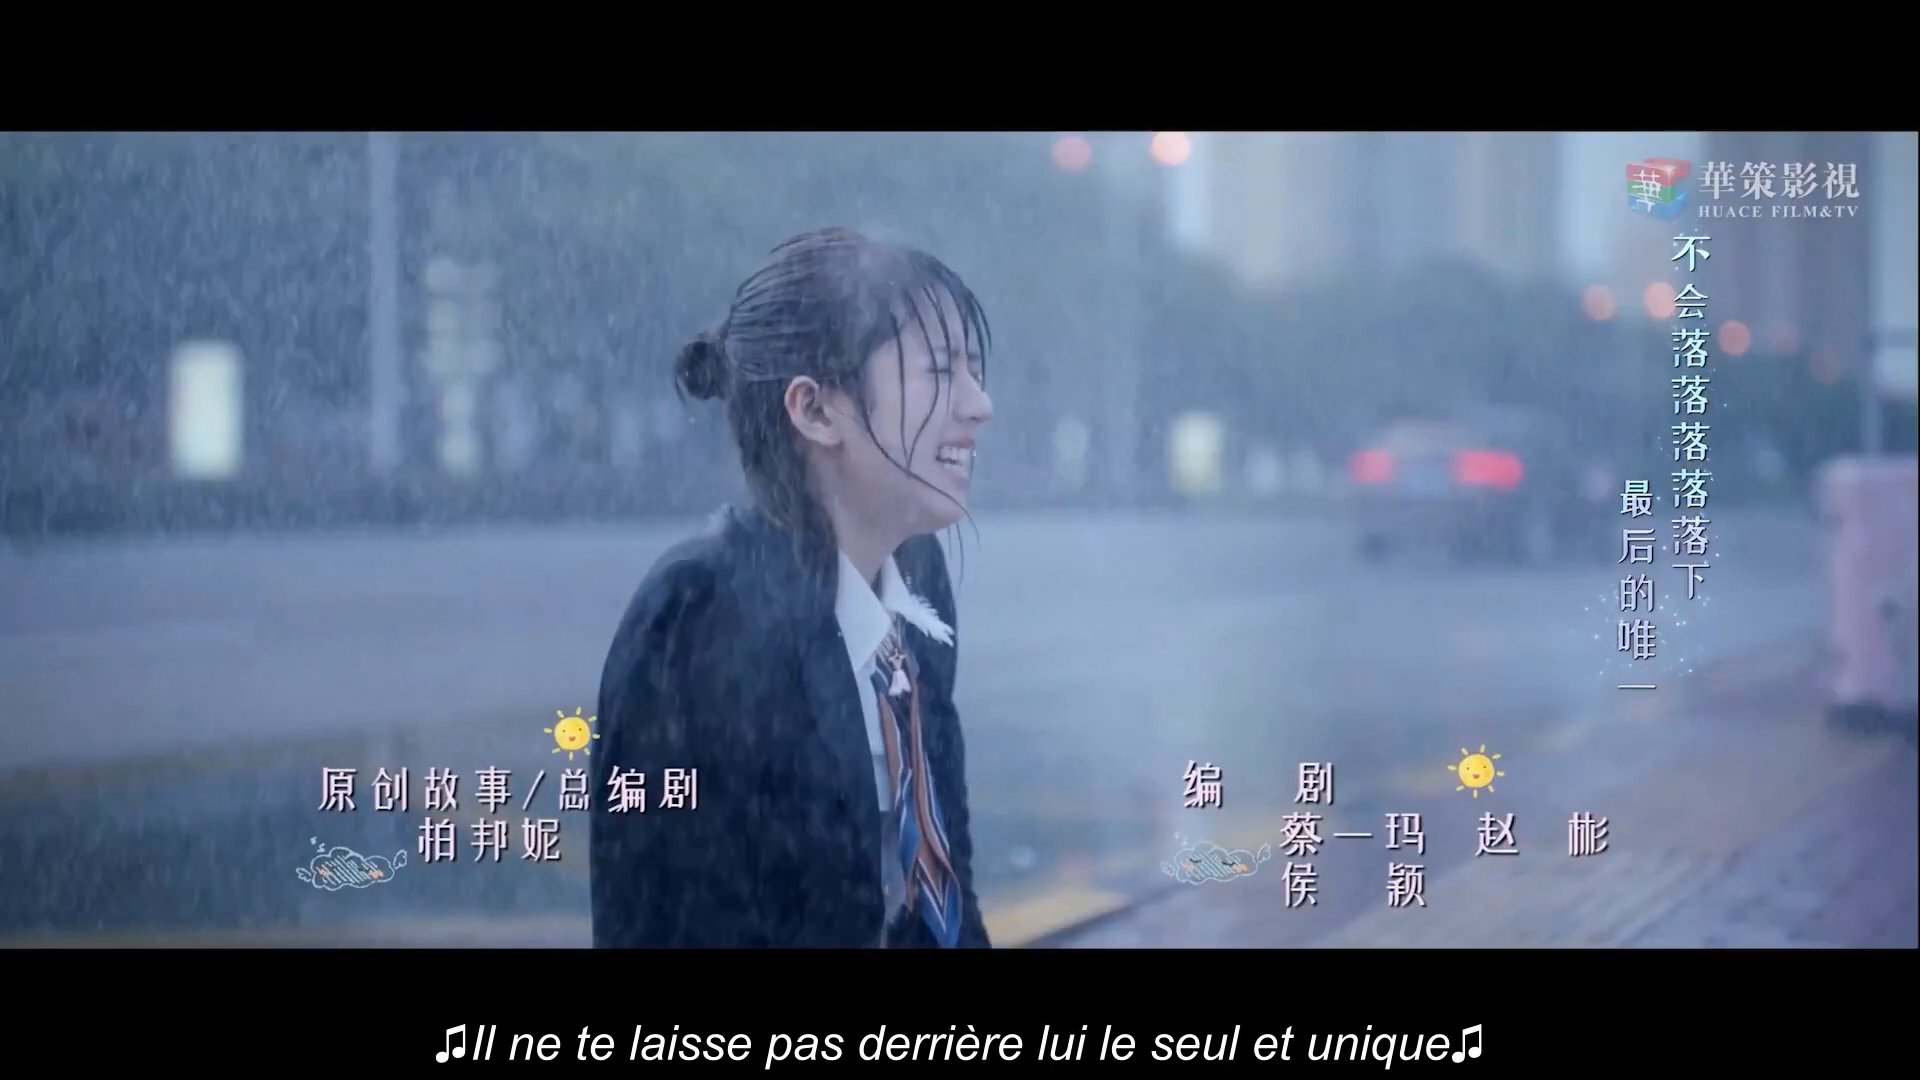 華策影視
HUACE FILM&TV
不会落落落落落下
最后的唯一
原创故事/总编剧
柏邦妮
编 剧
蔡一玛 赵 彬
侯 颖
♫Il ne te laisse pas derrière lui le seul et unique♫